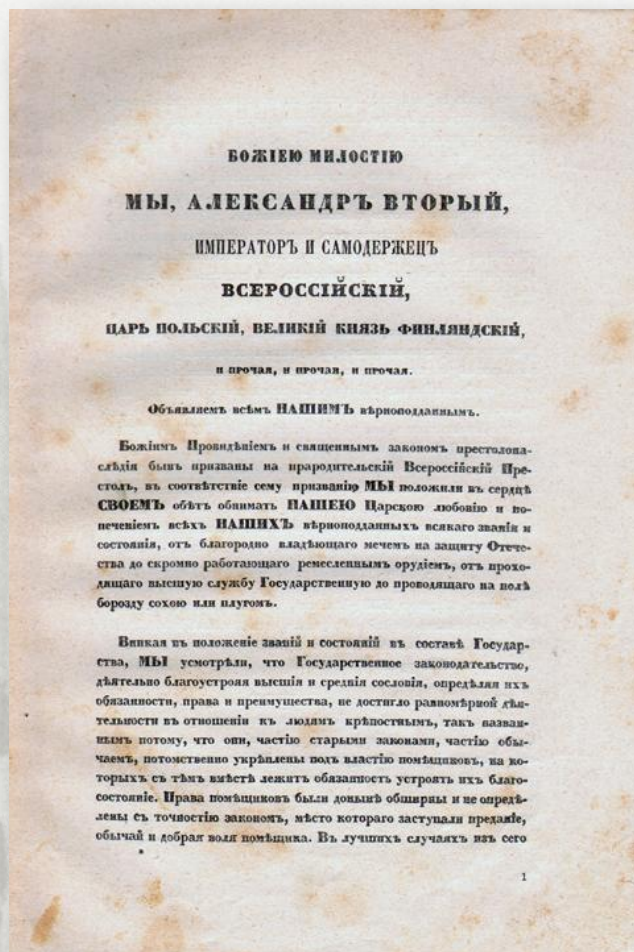 БОЖІЕЮ МИЛОСТІЮ
МЫ, АЛЕКСАНДРЪ ВТОРЫЙ,
ИМПЕРАТОРЪ И САМОДЕРЖЕЦЪ
ВСЕРОССІЙСКІЙ,
ЦАРЬ ПОЛЬСКІЙ, ВЕЛИКІЙ КНЯЗЬ ФИНЛЯНДСКІЙ,
и прочая, и прочая, и прочая.
Объявляемъ всѣмъ НАШИМЪ вѣрноподданнымъ.
Божіимъ Провидѣніемъ и священнымъ закономъ престолона-
слѣдія бывъ призваны на прародительскій Всероссійскій Пре-
столъ, въ соотвѣтствіе сему призванію МЫ положили въ сердцѣ
СВОЕМЪ обѣтъ обнимать НАШЕЮ Царскою любовію и по-
печеніемъ всѣхъ НАШИХЪ вѣрноподданныхъ всякаго званія и
состоянія, отъ благородно владѣющаго мечемъ на защиту Отече-
ства до скромно работающаго ремесленнымъ орудіемъ, отъ прохо-
дящаго высшую службу Государственную до проводящаго на полѣ
борозду сохою или плугомъ.
Вникая въ положеніе званій и состояній въ составѣ Государ-
ства, МЫ усмотрѣли, что Государственное законодательство,
дѣятельно благоустрояя высшія и среднія сословія, опредѣляя ихъ
обязанности, права и преимущества, не достигло равномѣрной дѣя-
тельности въ отношеніи къ людямъ крѣпостнымъ, такъ назван-
нымъ потому, что они, частію старыми законами, частію обы-
чаемъ, потомственно укрѣплены подъ властію помѣщиковъ, на ко-
торыхъ съ тѣмъ вмѣстѣ лежитъ обязанность устроять ихъ благо-
состояніе. Права помѣщиковъ были донынѣ обширны и не опредѣ-
лены съ точностію закономъ, мѣсто котораго заступали преданіе,
обычай и добрая воля помѣщика. Въ лучшихъ случаяхъ изъ сего
1